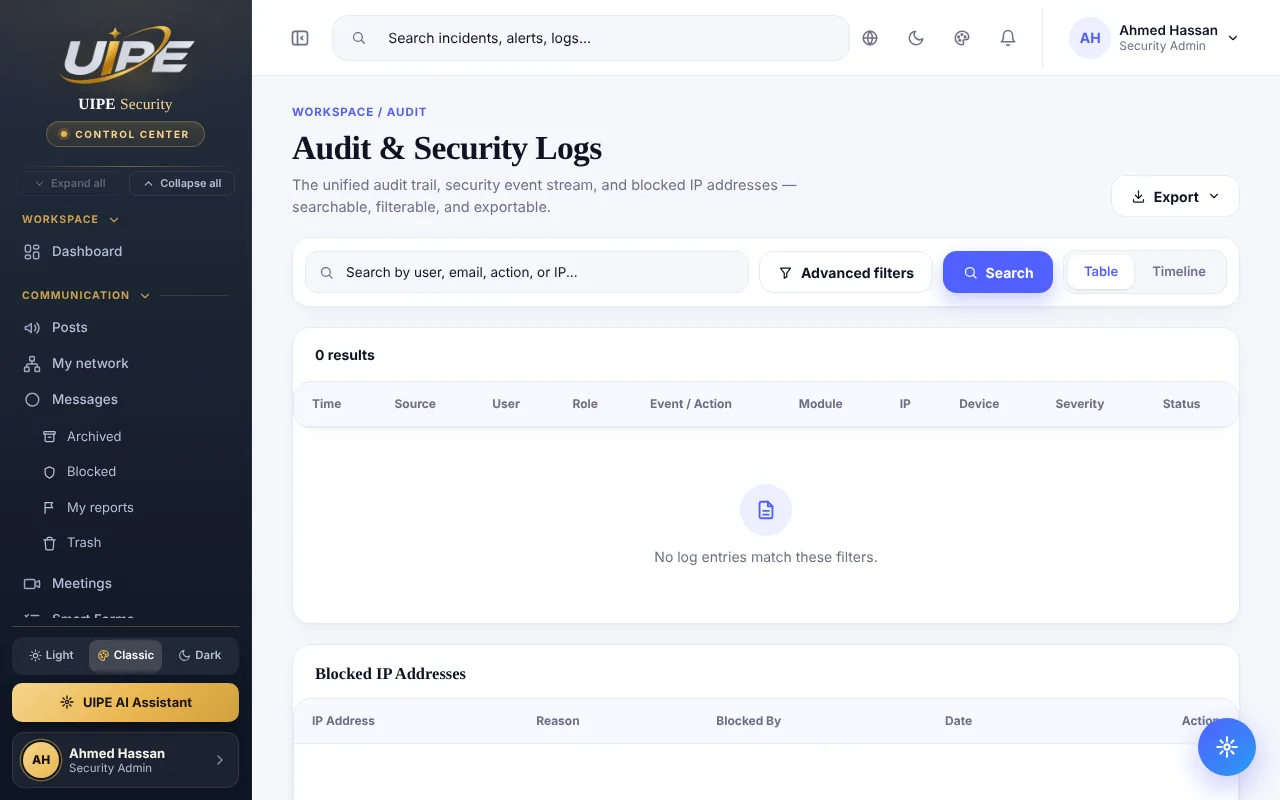 UIPE
UIPE Security
CONTROL CENTER
Expand all
Collapse all
WORKSPACE
Dashboard
COMMUNICATION
Posts
My network
Messages
Archived
Blocked
My reports
Trash
Meetings
Smart Forms
Light
Classic
Dark
UIPE AI Assistant
AH
Ahmed Hassan
Security Admin
Search incidents, alerts, logs...
AH
Ahmed Hassan
Security Admin
WORKSPACE / AUDIT
Audit & Security Logs
The unified audit trail, security event stream, and blocked IP addresses —
searchable, filterable, and exportable.
Export
Search by user, email, action, or IP...
Advanced filters
Search
Table
Timeline
0 results
Time Source User Role Event / Action Module IP Device Severity Status
No log entries match these filters.
Blocked IP Addresses
IP Address Reason Blocked By Date Action